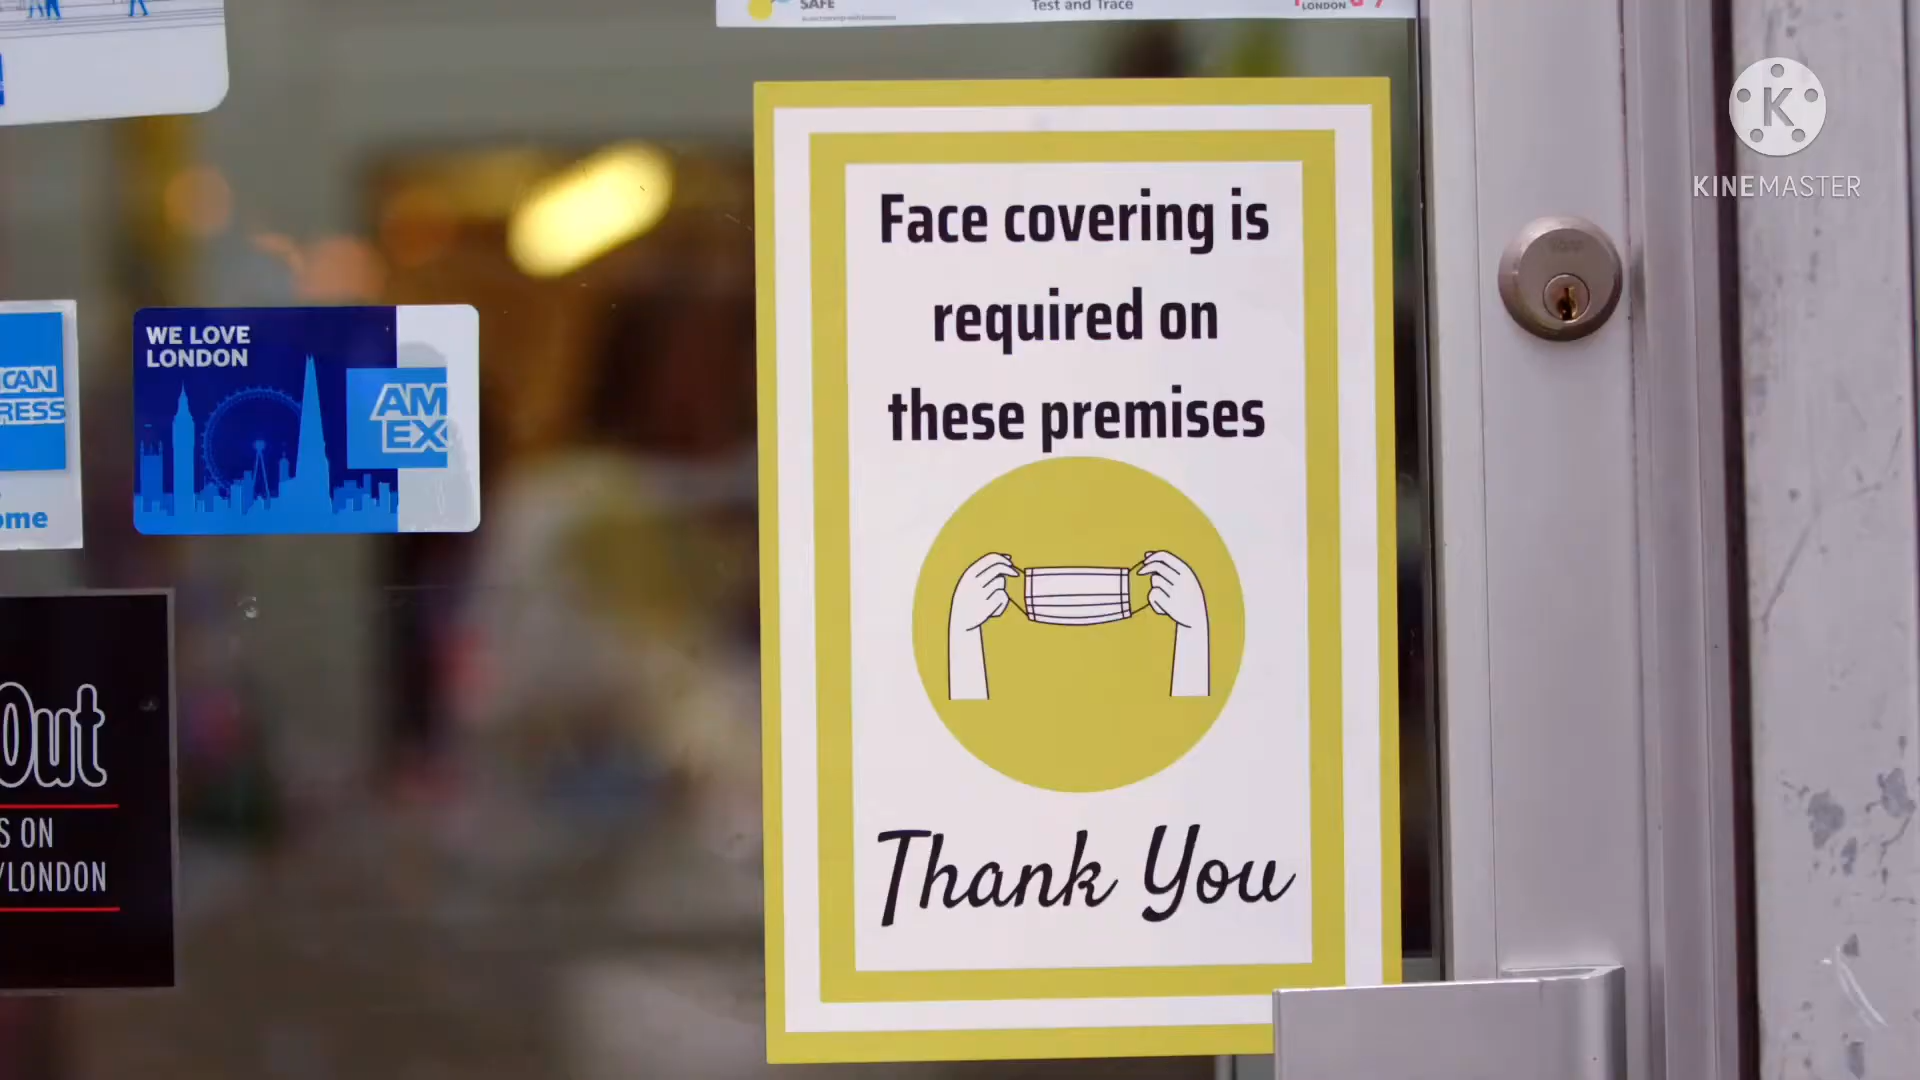 SAFE
Test and Trace
LONDON
KINEMASTER
Face covering is
required on
these premises
Thank You
WE LOVE
LONDON
AM
EX
CAN
RESS
ome
Out
S ON
/LONDON